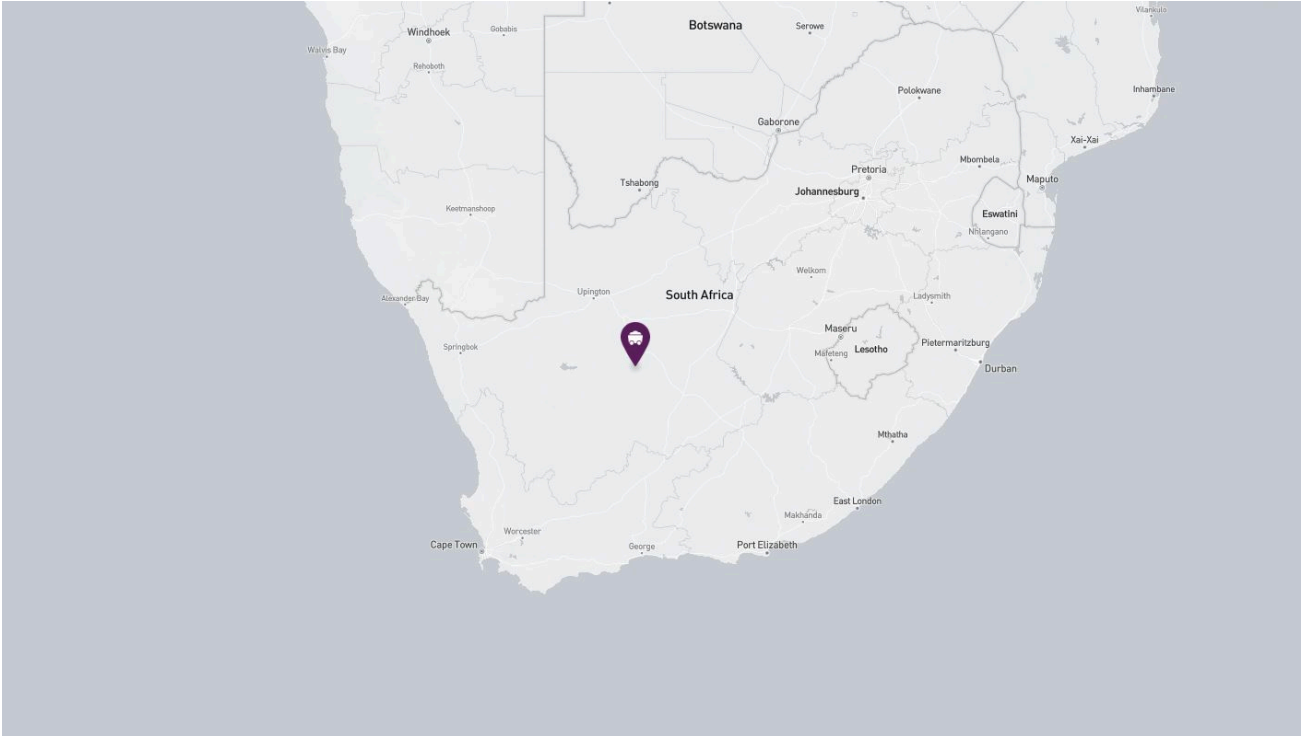 Vilankulu
Botswana
Serowe
Windhoek
Gobabis
Walvis Bay
Rehoboth
Polokwane
Inhambane
Gaborone
Xai-Xai
Mbombela
Pretoria
Maputo
Tshabong
Johannesburg
Keetmanshoop
Eswatini
Nhlangano
Welkom
Upington
South Africa
Ladysmith
Alexander Bay
Maseru
Springbok
Pietermaritzburg
Lesotho
Mafeteng
Durban
Mthatha
East London
Makhanda
Worcester
Cape Town
George
Port Elizabeth